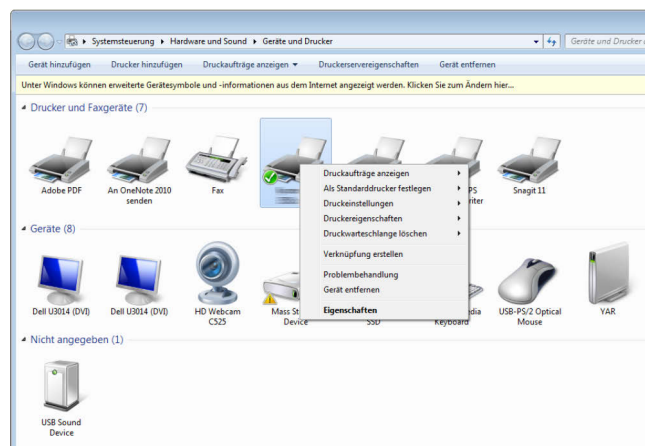 Systemsteuerung ▸ Hardware und Sound ▸ Geräte und Drucker
Geräte und Drucker
Gerät hinzufügen Drucker hinzufügen Druckaufträge anzeigen Druckerservereigenschaften Gerät entfernen
Unter Windows können erweiterte Gerätesymbole und -informationen aus dem Internet angezeigt werden. Klicken Sie zum Ändern hier...
Drucker und Faxgeräte (7)
Adobe PDF
An OneNote 2010 senden
Fax
Snagit 11
Druckaufträge anzeigen
Als Standarddrucker festlegen
Druckeinstellungen
Druckereigenschaften
Druckwarteschlange löschen
Verknüpfung erstellen
Problembehandlung
Gerät entfernen
Eigenschaften
Geräte (8)
Dell U3014 (DVI)
Dell U3014 (DVI)
HD Webcam C525
Mass
Device
SSD
Keyboard
USB-PS/2 Optical Mouse
YAR
Nicht angegeben (1)
USB Sound Device